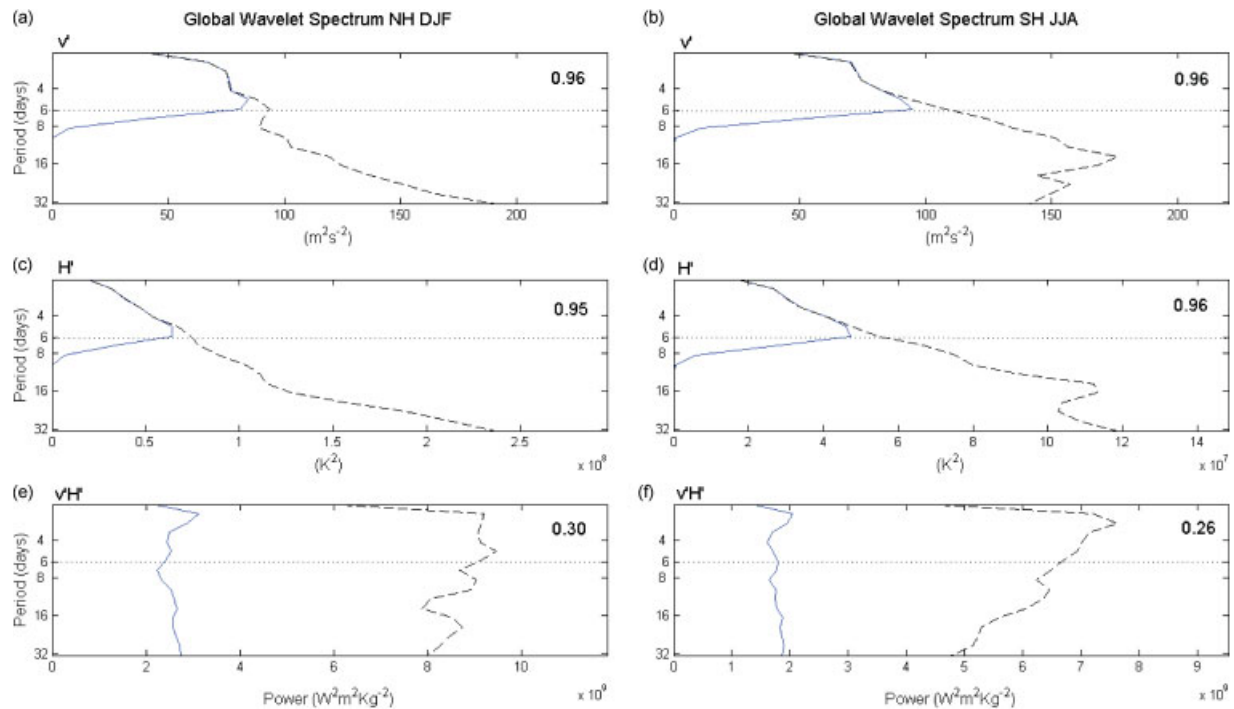 (a) Global Wavelet Spectrum NH DJF
v'
0.96
Period (days)
4
6
8
16
32
0 50 100 150 200
(m²s⁻²)
(b) Global Wavelet Spectrum SH JJA
v'
0.96
Period (days)
4
6
8
16
32
0 50 100 150 200
(m²s⁻²)
(c) H'
0.95
Period (days)
4
6
8
16
32
0 0.5 1 1.5 2 2.5
(K²) x 10⁸
(d) H'
0.96
Period (days)
4
6
8
16
32
0 2 4 6 8 10 12 14
(K²) x 10⁷
(e) v'H'
0.30
Period (days)
4
6
8
16
32
0 2 4 6 8 10
Power (W²m²Kg⁻²) x 10⁹
(f) v'H'
0.26
Period (days)
4
6
8
16
32
0 1 2 3 4 5 6 7 8 9
Power (W²m²Kg⁻²) x 10⁹